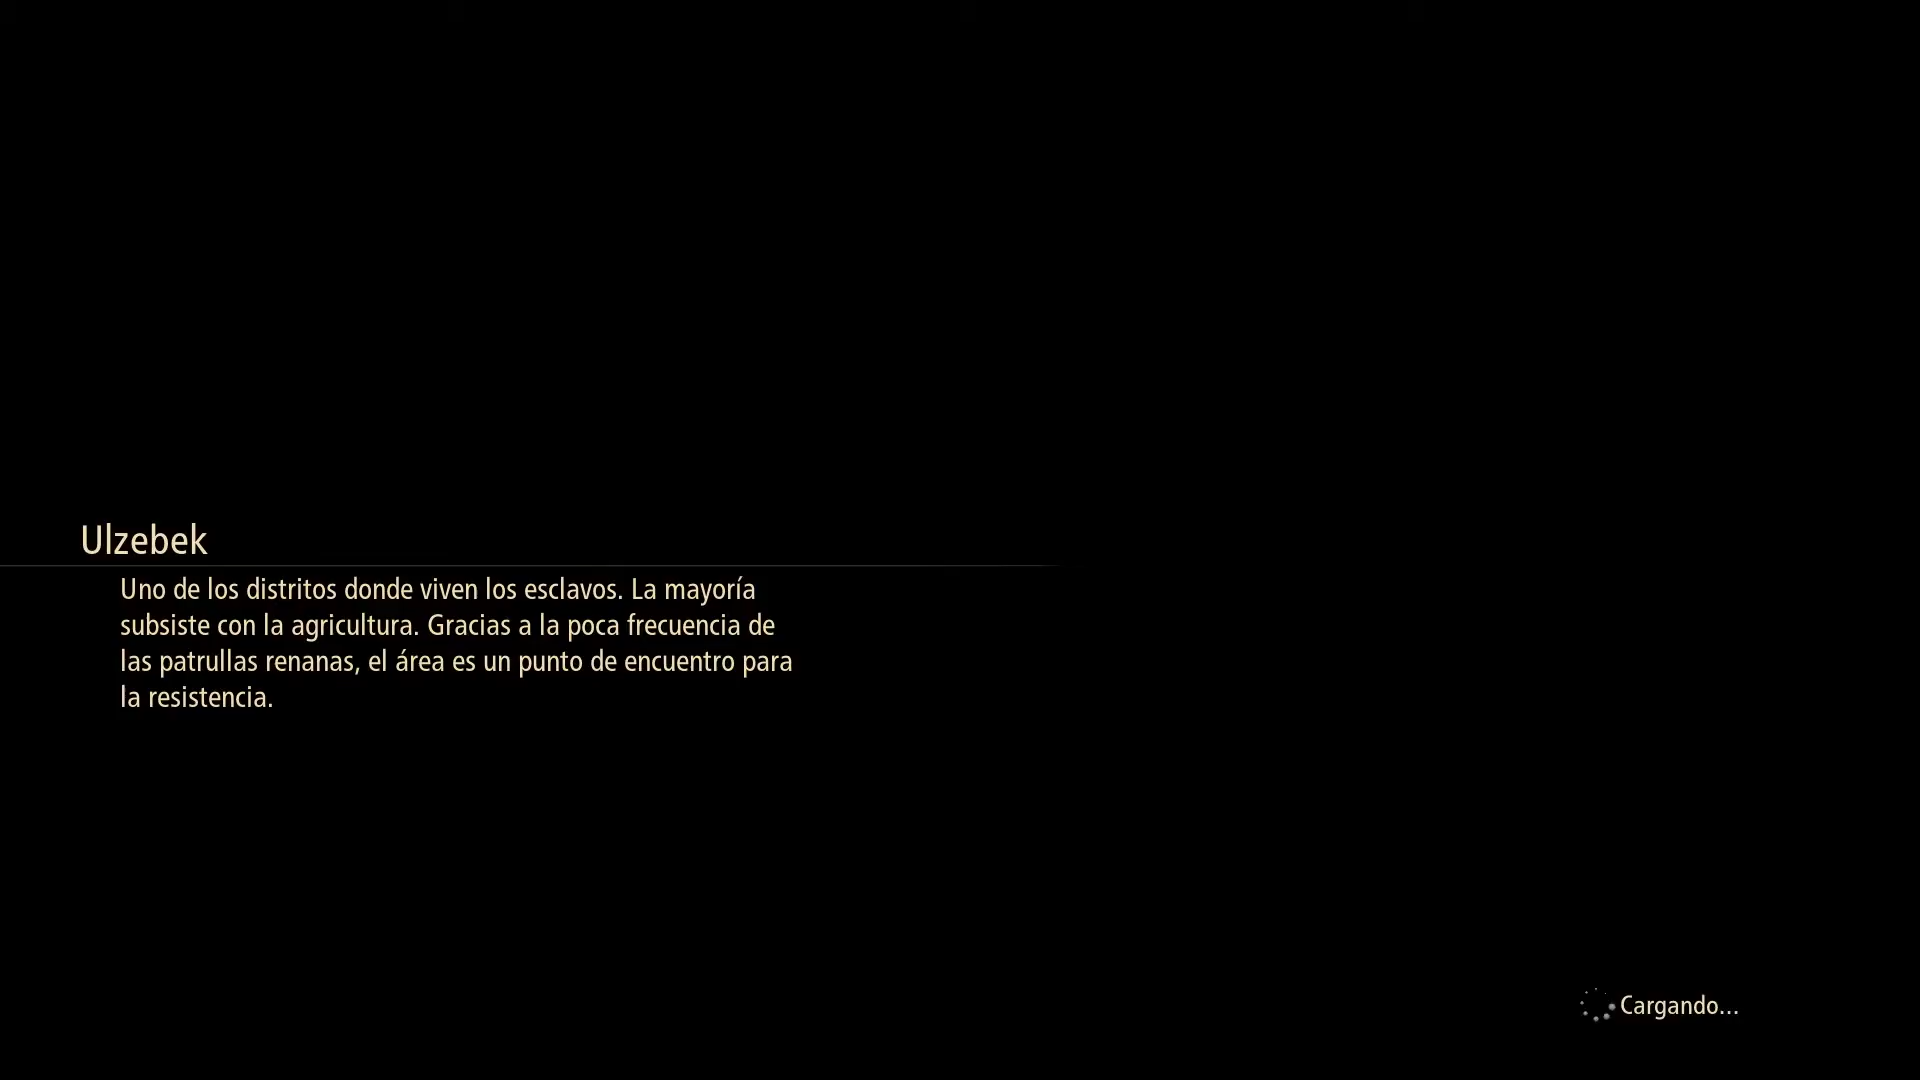 Ulzebek
Uno de los distritos donde viven los esclavos. La mayoría
subsiste con la agricultura. Gracias a la poca frecuencia de
las patrullas renanas, el área es un punto de encuentro para
la resistencia.
Cargando...